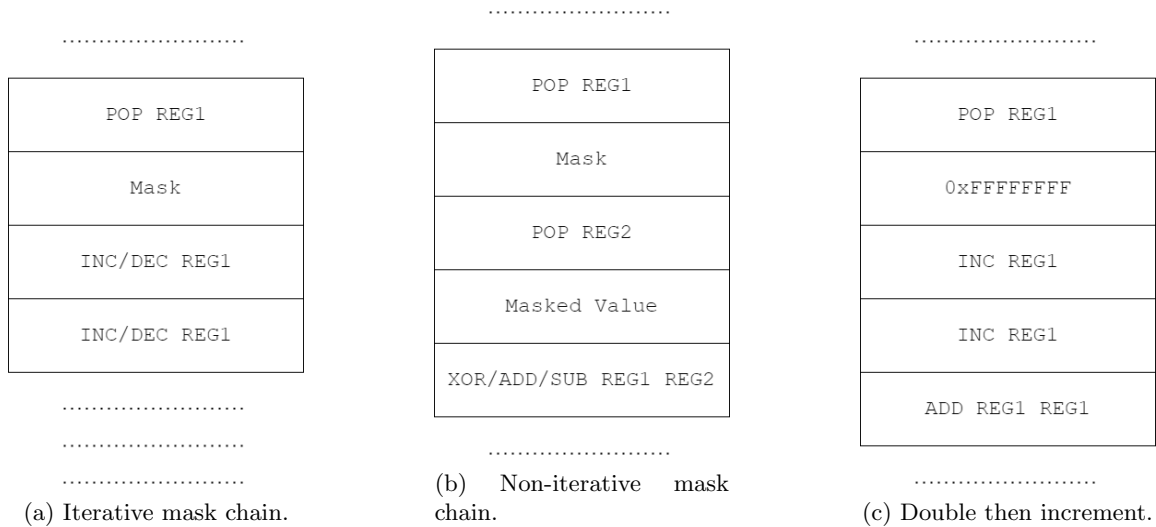 ........................
POP REG1
Mask
INC/DEC REG1
INC/DEC REG1
........................
........................
........................
(a) Iterative mask chain.
........................
POP REG1
Mask
POP REG2
Masked Value
XOR/ADD/SUB REG1 REG2
........................
(b) Non-iterative mask
chain.
........................
POP REG1
0xFFFFFFFF
INC REG1
INC REG1
ADD REG1 REG1
........................
(c) Double then increment.